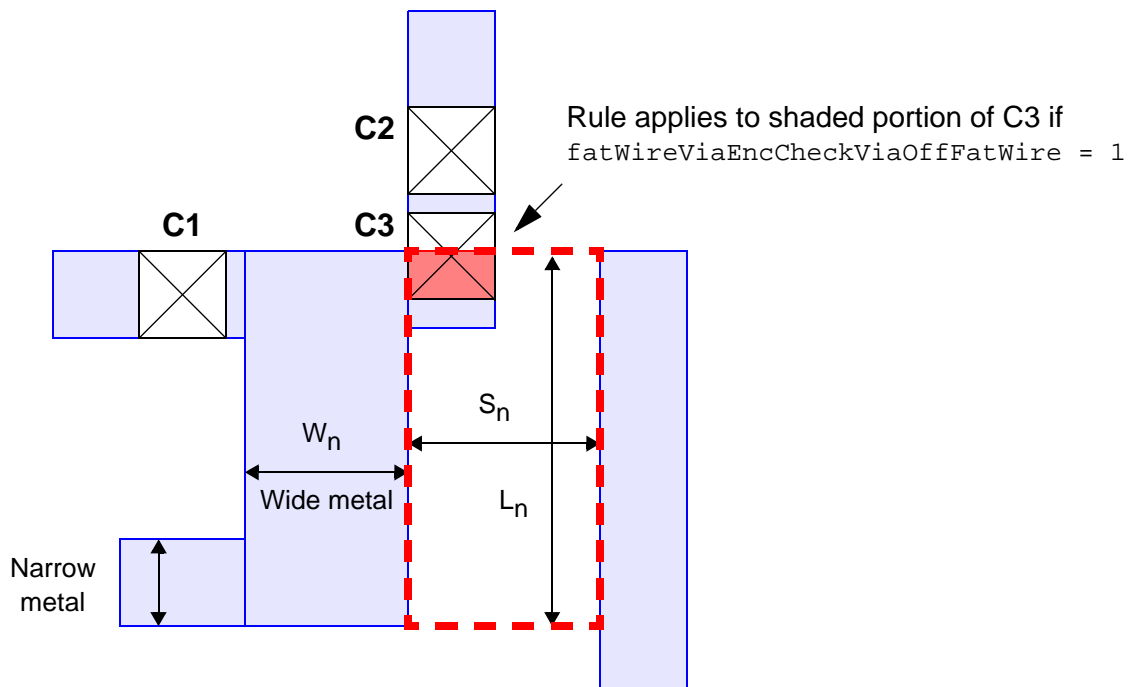 C2
Rule applies to shaded portion of C3 if
fatWireViaEncCheckViaOffFatWire = 1
C1
C3
Sn
Wn
Wide metal
Ln
Narrow
metal